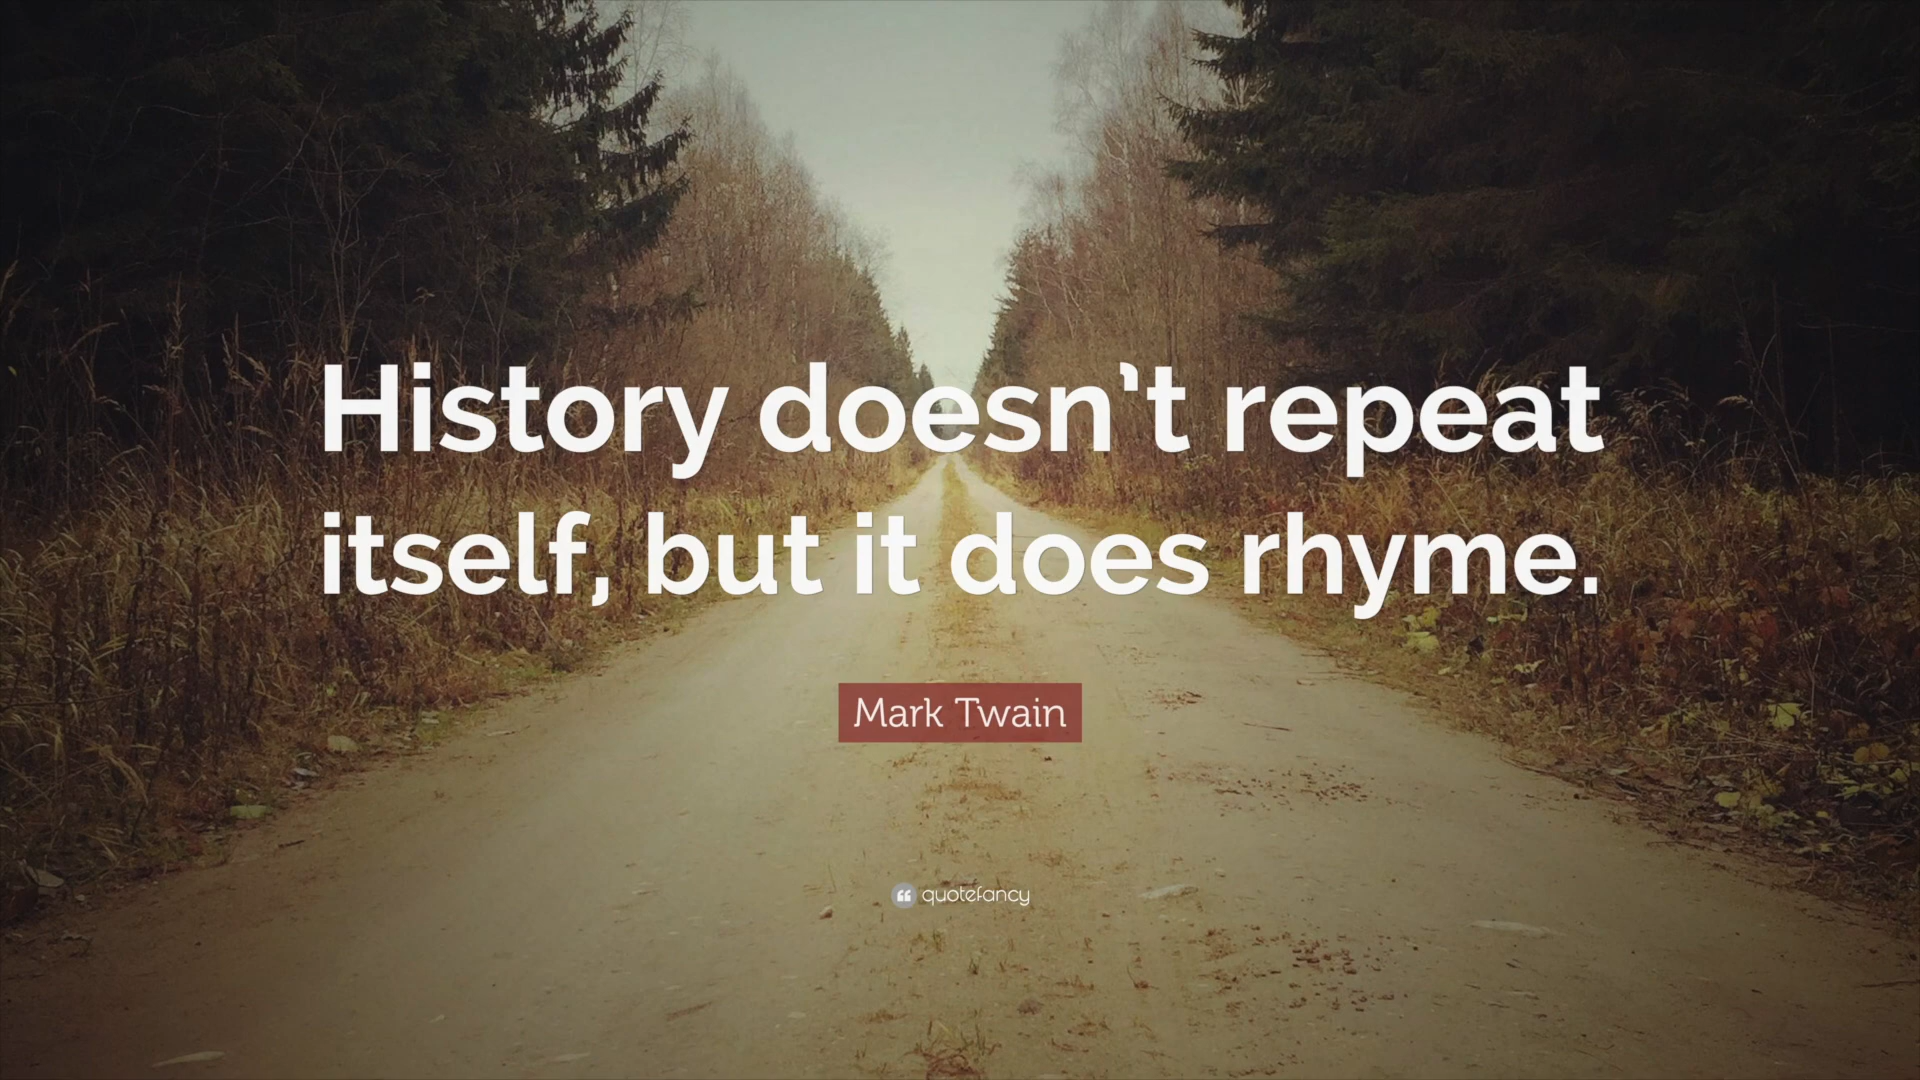 History doesn’t repeat
itself, but it does rhyme.
Mark Twain
quotefancy